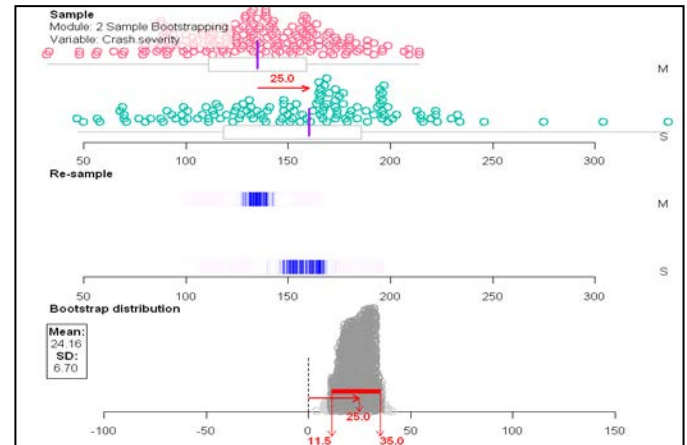 Sample
Module: 2 Sample Bootstrapping
Variable: Crash.severity
25.0
M
S
50 100 150 200 250 300
Re-sample
M
S
50 100 150 200 250 300
Bootstrap distribution
Mean:
24.16
SD:
6.70
25.0
-100 -50 0 50 100 150
11.5 35.0